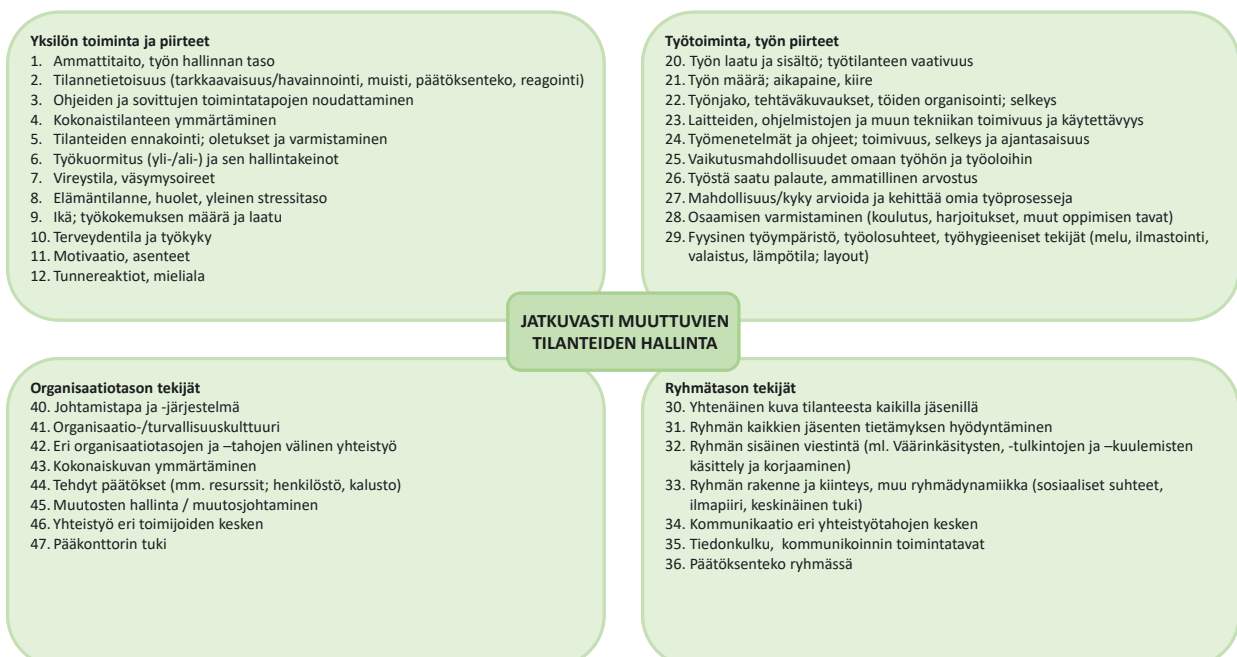 Yksilön toiminta ja piirteet
1. Ammattitaito, työn hallinnan taso
2. Tilannetietoisuus (tarkkaavaisuus/havainnointi, muisti, päätöksenteko, reagointi)
3. Ohjeiden ja sovittujen toimintatapojen noudattaminen
4. Kokonaistilanteen ymmärtäminen
5. Tilanteiden ennakointi; oletukset ja varmistaminen
6. Työkuormitus (yli-/ali-) ja sen hallintakeinot
7. Vireystila, väsymysoireet
8. Elämäntilanne, huolet, yleinen stressitaso
9. Ikä; työkokemuksen määrä ja laatu
10. Terveydentila ja työkyky
11. Motivaatio, asenteet
12. Tunnereaktiot, mieliala
Työtoiminta, työn piirteet
20. Työn laatu ja sisältö; työtilanteen vaativuus
21. Työn määrä; aikapaine, kiire
22. Työnjako, tehtäväkuvaukset, töiden organisointi; selkeys
23. Laitteiden, ohjelmistojen ja muun tekniikan toimivuus ja käytettävyys
24. Työmenetelmät ja ohjeet; toimivuus, selkeys ja ajantasaisuus
25. Vaikutusmahdollisuudet omaan työhön ja työoloihin
26. Työstä saatu palaute, ammatillinen arvostus
27. Mahdollisuus/kyky arvioida ja kehittää omia työprosesseja
28. Osaamisen varmistaminen (koulutus, harjoitukset, muut oppimisen tavat)
29. Fyysinen työympäristö, työolosuhteet, työhygieeniset tekijät (melu, ilmastointi,
valaistus, lämpötila; layout)
JATKUVASTI MUUTTUVIEN
TILANTEIDEN HALLINTA
Organisaatiotason tekijät
40. Johtamistapa ja -järjestelmä
41. Organisaatio-/turvallisuuskulttuuri
42. Eri organisaatiotasojen ja –tahojen välinen yhteistyö
43. Kokonaiskuvan ymmärtäminen
44. Tehdyt päätökset (mm. resurssit; henkilöstö, kalusto)
45. Muutosten hallinta / muutosjohtaminen
46. Yhteistyö eri toimijoiden kesken
47. Pääkonttorin tuki
Ryhmätason tekijät
30. Yhtenäinen kuva tilanteesta kaikilla jäsenillä
31. Ryhmän kaikkien jäsenten tietämyksen hyödyntäminen
32. Ryhmän sisäinen viestintä (ml. Väärinkäsitysten, -tulkintojen ja –kuulemisten
käsittely ja korjaaminen)
33. Ryhmän rakenne ja kiinteys, muu ryhmädynamiikka (sosiaaliset suhteet,
ilmapiiri, keskinäinen tuki)
34. Kommunikaatio eri yhteistyötahojen kesken
35. Tiedonkulku, kommunikoinnin toimintatavat
36. Päätöksenteko ryhmässä